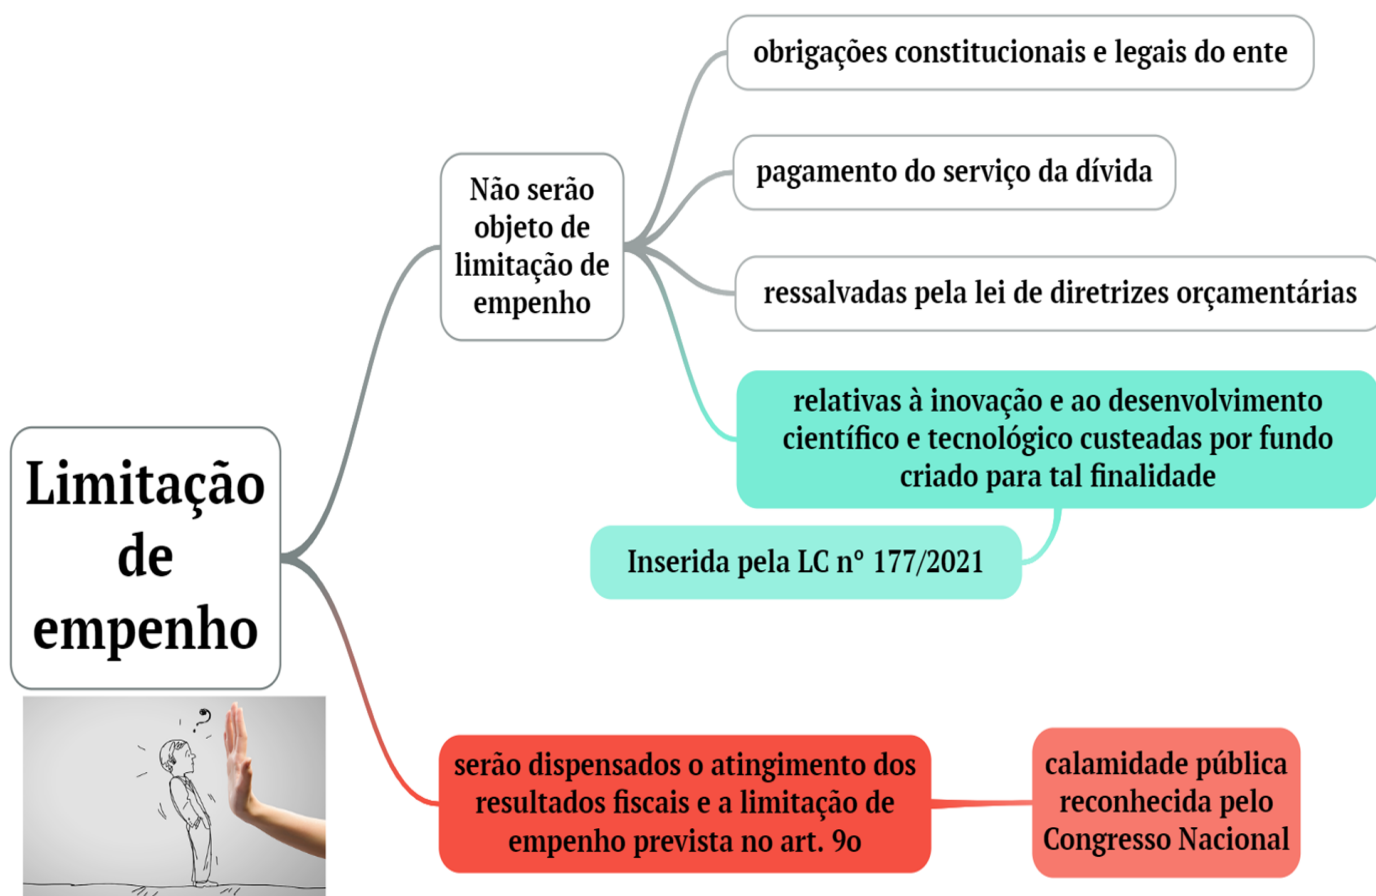 obrigações constitucionais e legais do ente
Não serão
objeto de
limitação de
empenho
pagamento do serviço da dívida
ressalvadas pela lei de diretrizes orçamentárias
relativas à inovação e ao desenvolvimento
científico e tecnológico custeadas por fundo
criado para tal finalidade
Inserida pela LC n° 177/2021
Limitação
de
empenho
?
serão dispensados o atingimento dos
resultados fiscais e a limitação de
empenho prevista no art. 9o
calamidade pública
reconhecida pelo
Congresso Nacional